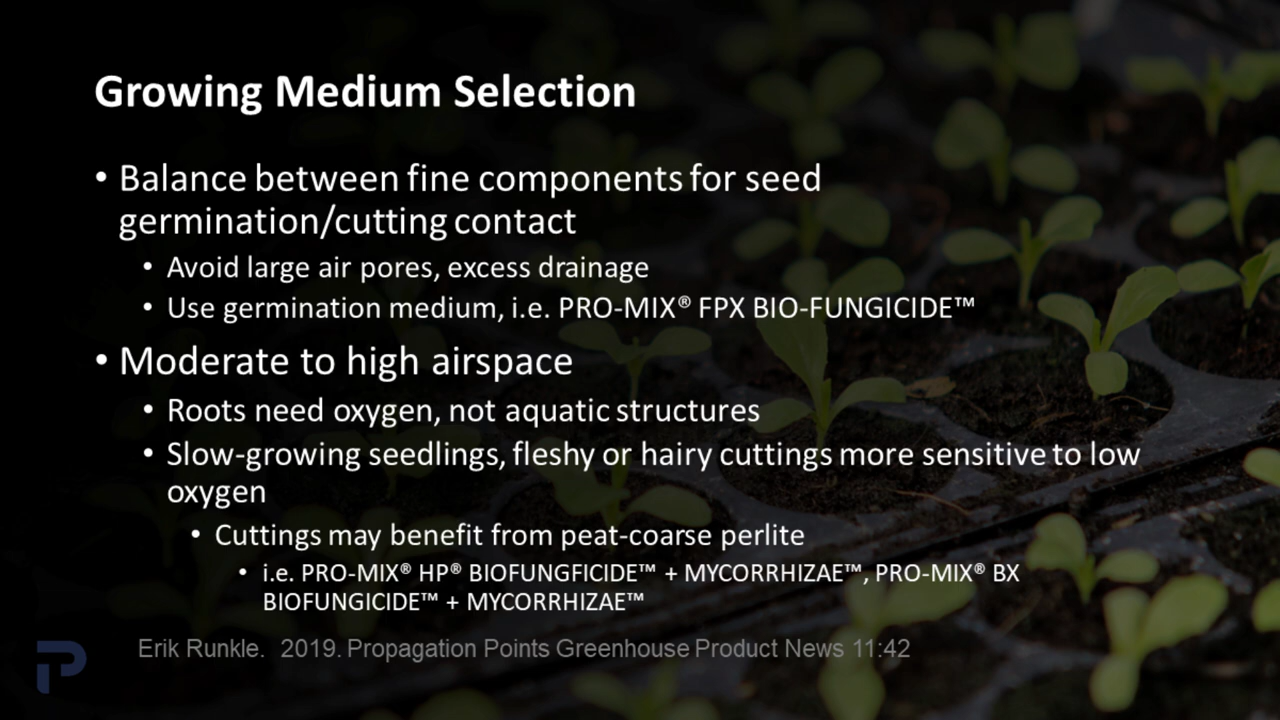 Growing Medium Selection
• Balance between fine components for seed
germination/cutting contact
• Avoid large air pores, excess drainage
• Use germination medium, i.e. PRO-MIX® FPX BIO-FUNGICIDE™
• Moderate to high airspace
• Roots need oxygen, not aquatic structures
• Slow-growing seedlings, fleshy or hairy cuttings more sensitive to low
oxygen
• Cuttings may benefit from peat-coarse perlite
• i.e. PRO-MIX® HP® BIOFUNGFICIDE™ + MYCORRHIZAE™, PRO-MIX® BX
BIOFUNGICIDE™ + MYCORRHIZAE™
Erik Runkle. 2019. Propagation Points Greenhouse Product News 11:42